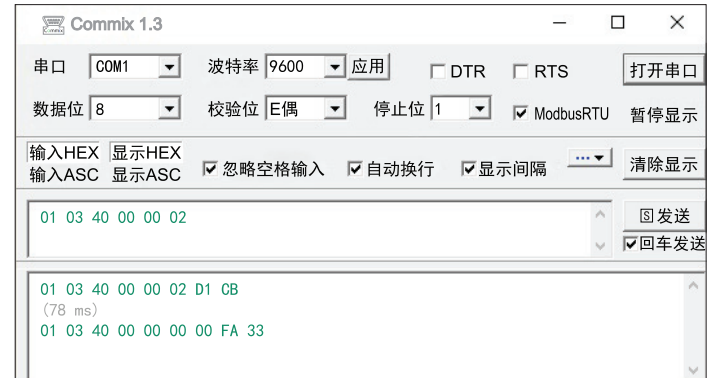 Commix 1.3
串口 COM1 波特率 9600 应用 DTR RTS 打开串口
数据位 8 校验位 E偶 停止位 1 ModbusRTU 暂停显示
输入HEX 显示HEX
输入ASC 显示ASC 忽略空格输入 自动换行 显示间隔 ... 清除显示
01 03 40 00 00 02 S发送
回车发送
01 03 40 00 00 02 D1 CB
(78 ms)
01 03 40 00 00 00 00 FA 33